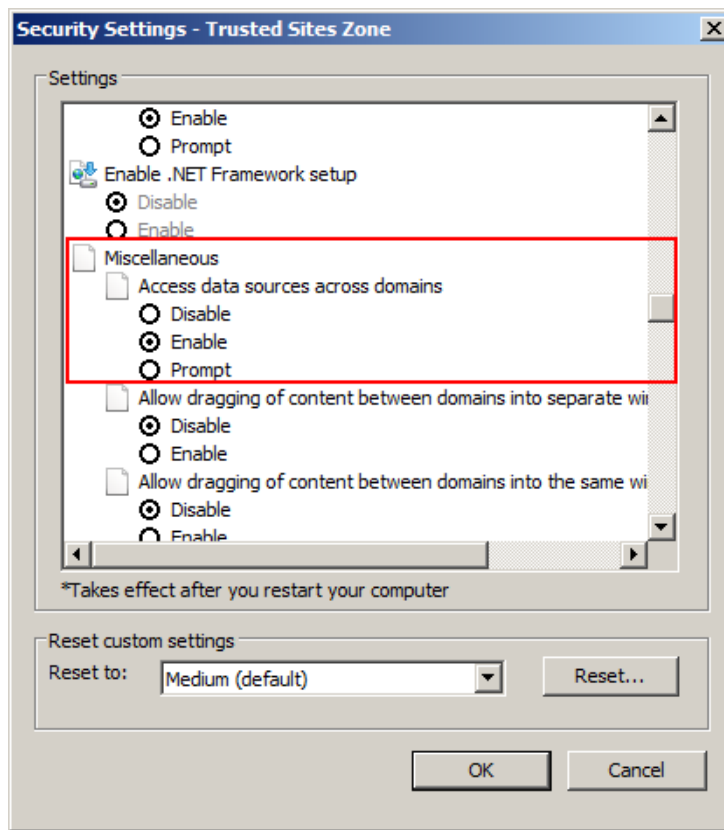 Security Settings - Trusted Sites Zone
Settings
Enable
Prompt
Enable .NET Framework setup
Disable
Enable
Miscellaneous
Access data sources across domains
Disable
Enable
Prompt
Allow dragging of content between domains into separate wi
Disable
Enable
Allow dragging of content between domains into the same wi
Disable
Enable
*Takes effect after you restart your computer
Reset custom settings
Reset to:
Medium (default)
Reset...
OK
Cancel